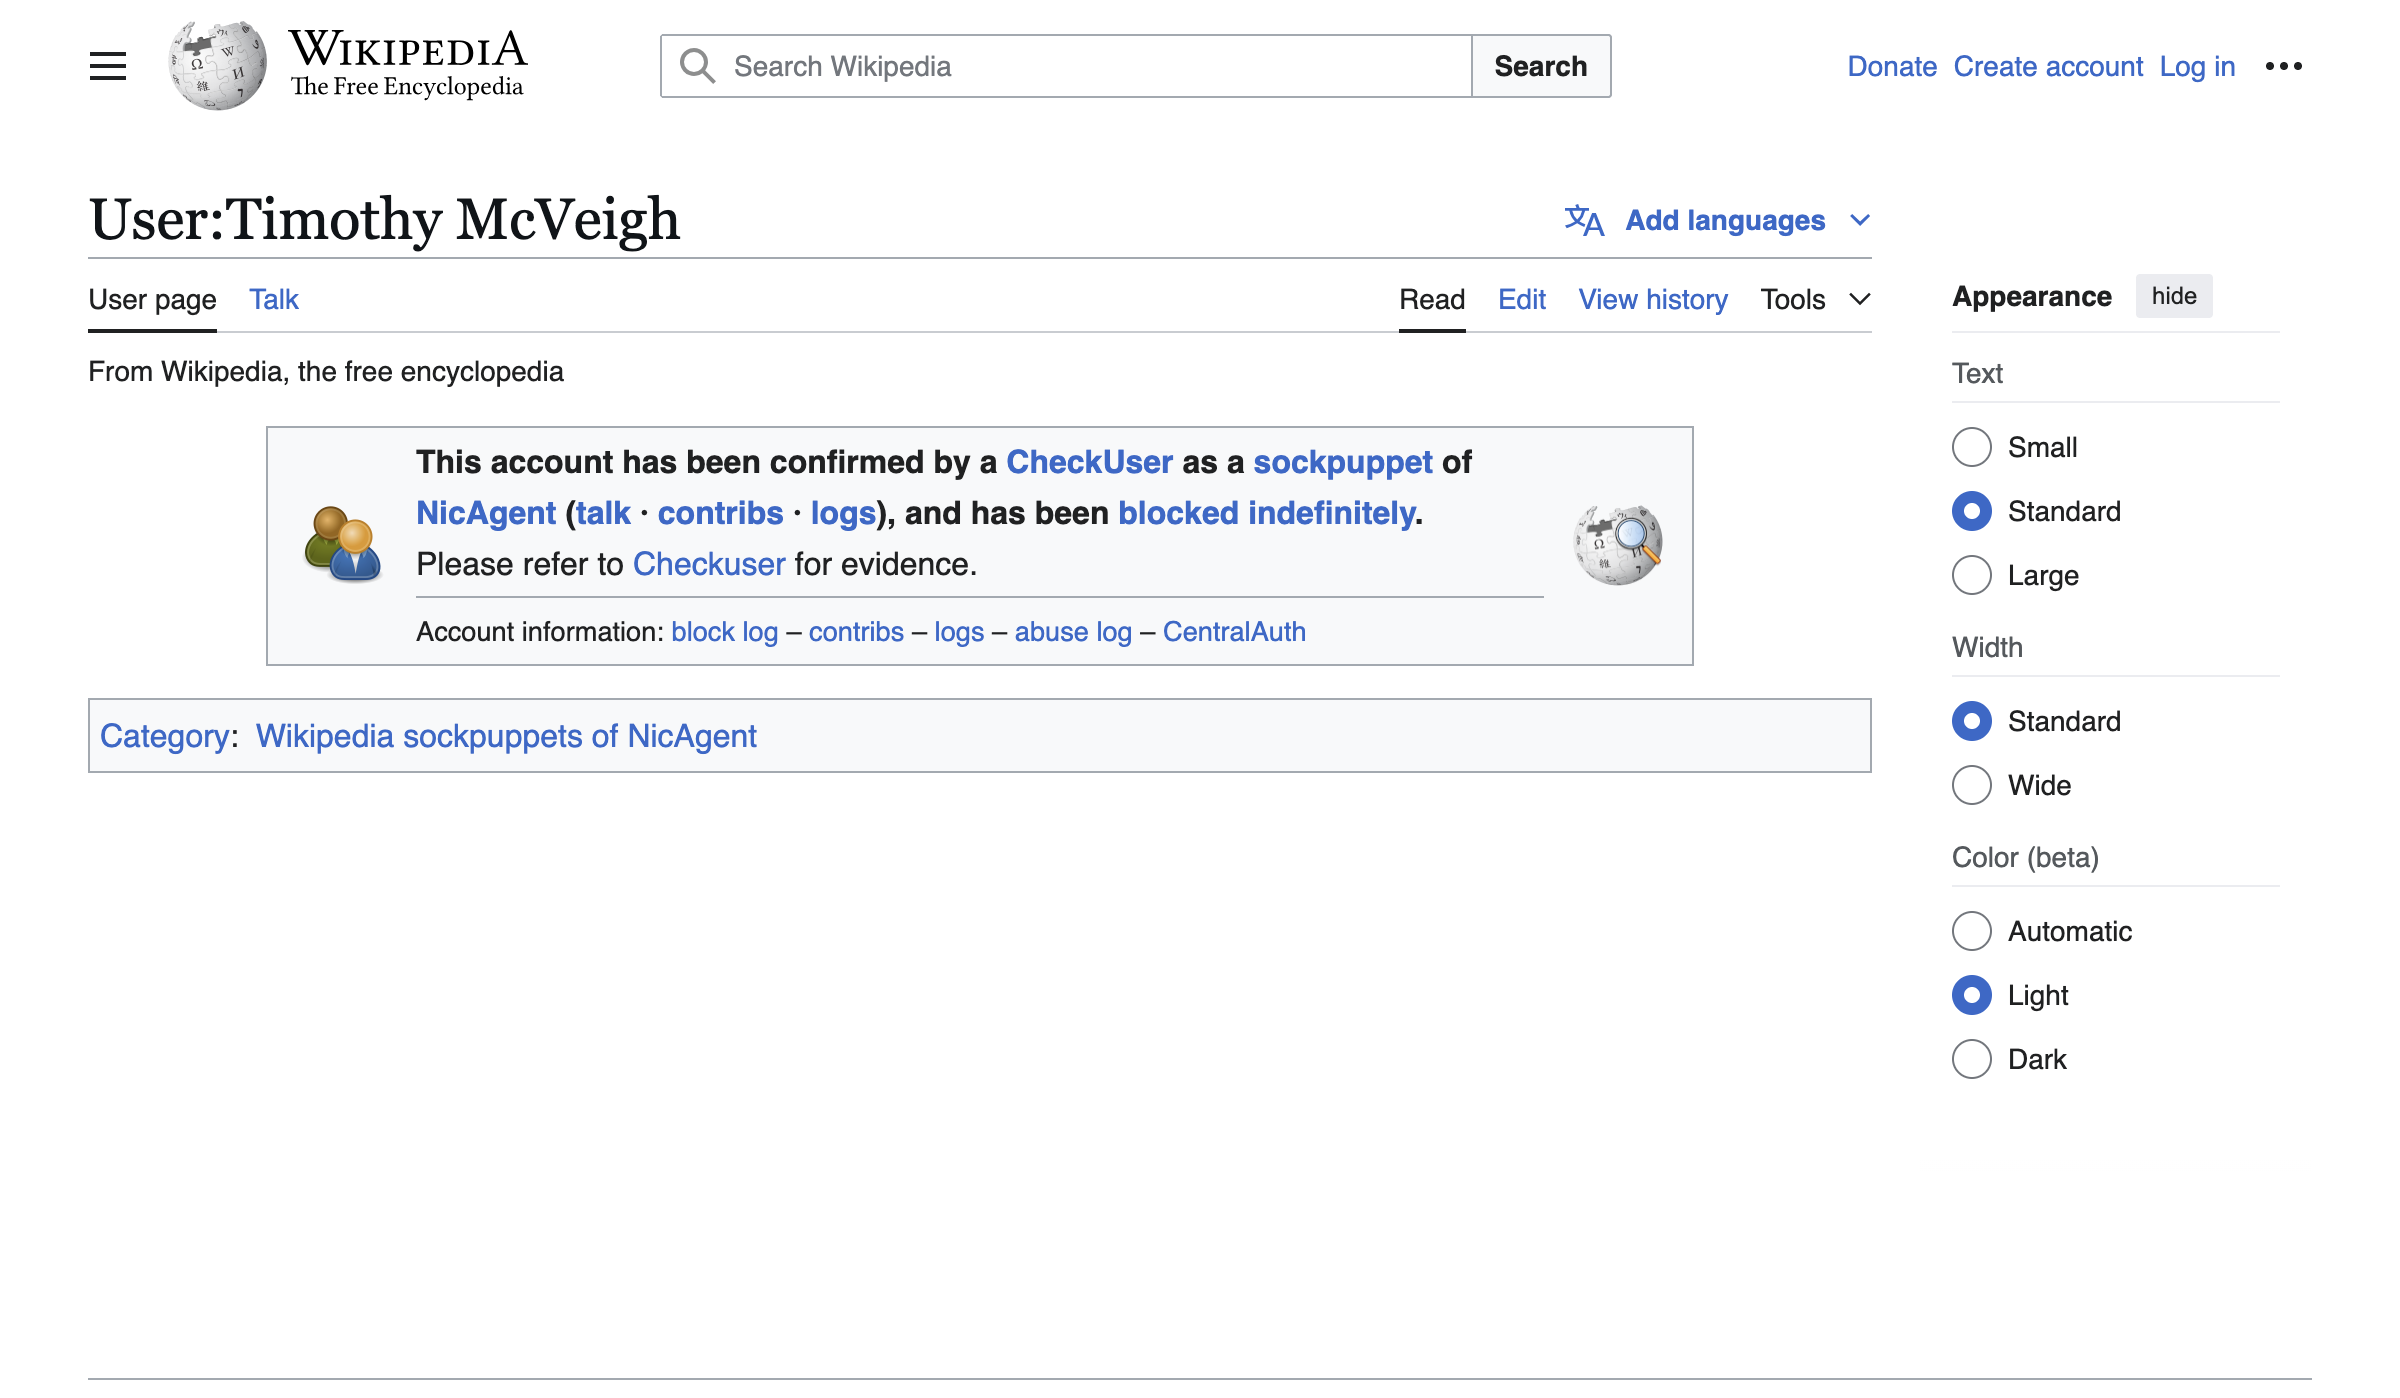 WIKIPEDIA
The Free Encyclopedia
Search Wikipedia
Search
Donate Create account Log in
User:Timothy McVeigh
Add languages
User page Talk
Read Edit View history Tools
From Wikipedia, the free encyclopedia
This account has been confirmed by a CheckUser as a sockpuppet of
NicAgent (talk · contribs · logs), and has been blocked indefinitely.
Please refer to Checkuser for evidence.
Account information: block log – contribs – logs – abuse log – CentralAuth
Category: Wikipedia sockpuppets of NicAgent
Appearance hide
Text
Small
Standard
Large
Width
Standard
Wide
Color (beta)
Automatic
Light
Dark